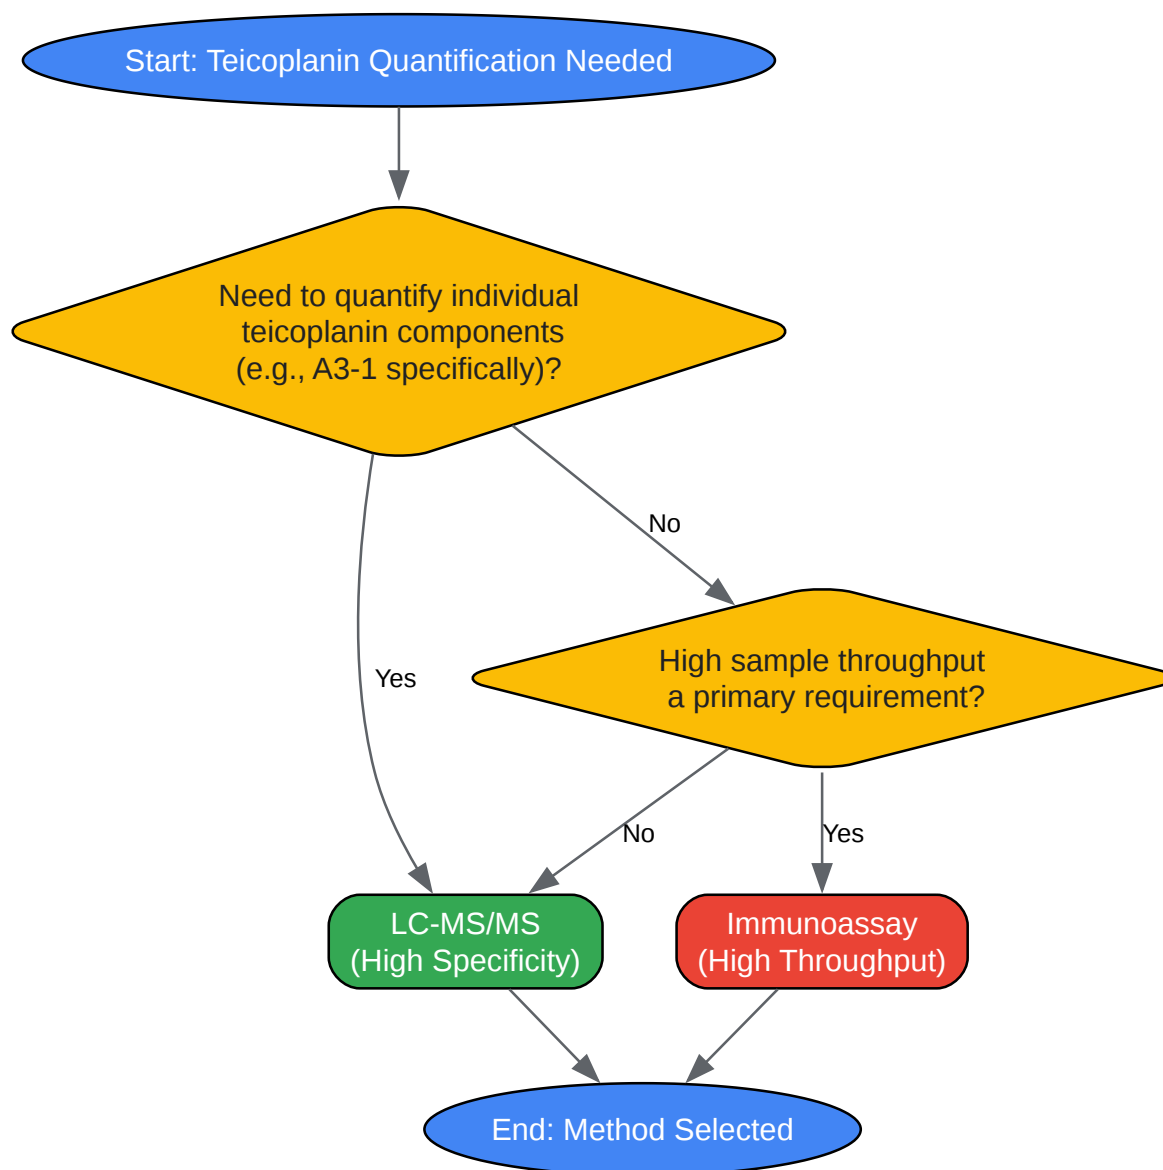 Start: Teicoplanin Quantification Needed
Need to quantify individual
teicoplanin components
(e.g., A3-1 specifically)?
No
High sample throughput
a primary requirement?
Yes
No
Yes
LC-MS/MS
(High Specificity)
Immunoassay
(High Throughput)
End: Method Selected